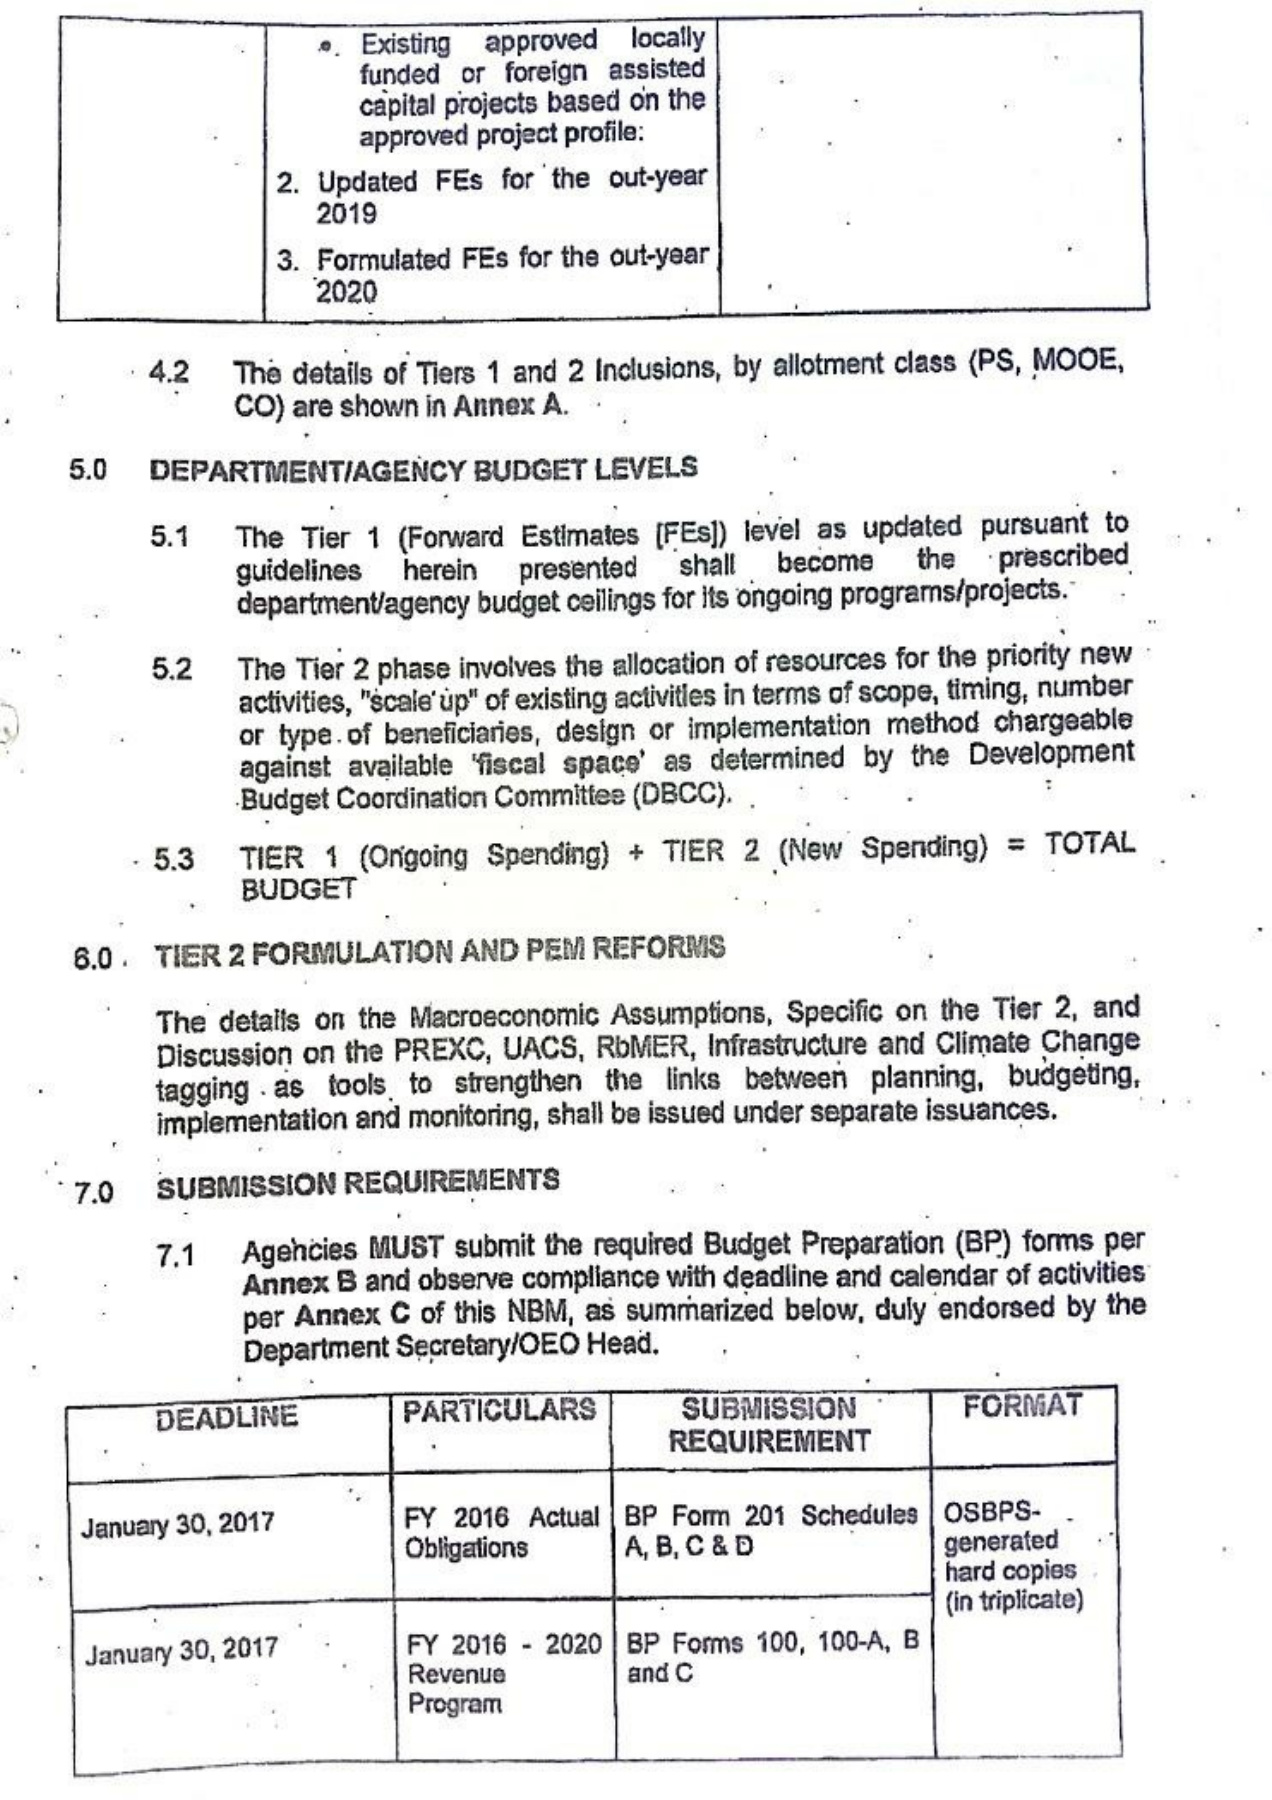 Existing approved locally
funded or foreign assisted
capital projects based on the
approved project profile:
2. Updated FEs for the out-year
2019
3. Formulated FEs for the out-year
2020
4.2 The details of Tiers 1 and 2 Inclusions, by allotment class (PS, MOOE,
CO) are shown in Annex A.
5.0 DEPARTMENT/AGENCY BUDGET LEVELS
5.1 The Tier 1 (Forward Estimates [FEs]) level as updated pursuant to
guidelines herein presented shall become the prescribed
department/agency budget ceilings for its ongoing programs/projects.
5.2 The Tier 2 phase involves the allocation of resources for the priority new
activities, "scale up" of existing activities in terms of scope, timing, number
or type of beneficiaries, design or implementation method chargeable
against available 'fiscal space' as determined by the Development
Budget Coordination Committee (DBCC).
5.3 TIER 1 (Ongoing Spending) + TIER 2 (New Spending) = TOTAL
BUDGET
6.0 TIER 2 FORMULATION AND PEM REFORMS
The details on the Macroeconomic Assumptions, Specific on the Tier 2, and
Discussion on the PREXC, UACS, RbMER, Infrastructure and Climate Change
tagging as tools to strengthen the links between planning, budgeting,
implementation and monitoring, shall be issued under separate issuances.
7.0 SUBMISSION REQUIREMENTS
7.1 Agencies MUST submit the required Budget Preparation (BP) forms per
Annex B and observe compliance with deadline and calendar of activities
per Annex C of this NBM, as summarized below, duly endorsed by the
Department Secretary/OEO Head.
DEADLINE
PARTICULARS
SUBMISSION
REQUIREMENT
FORMAT
January 30, 2017
FY 2016 Actual
Obligations
BP Form 201 Schedules
A, B, C & D
OSBPS-
generated
hard copies
(in triplicate)
January 30, 2017
FY 2016 - 2020
Revenue
Program
BP Forms 100, 100-A, B
and C